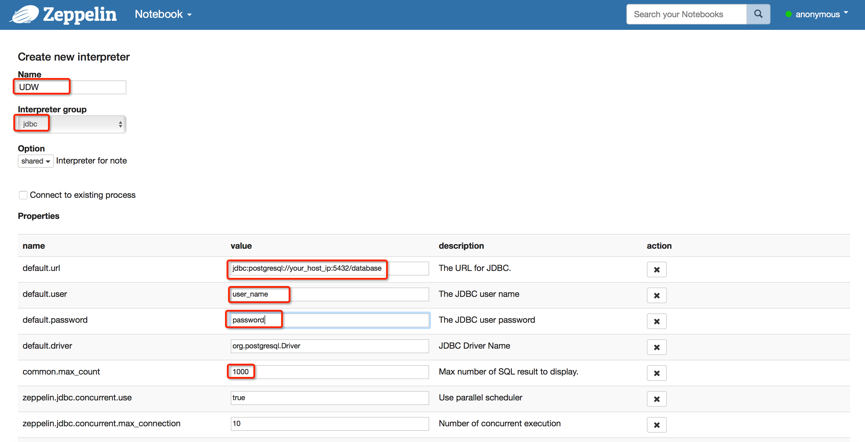 Zeppelin Notebook Search your Notebooks anonymous
Create new interpreter
Name
UDW
Interpreter group
jdbc
Option
shared Interpreter for note
Connect to existing process
Properties
name value description action
default.url jdbc:postgresql://your_host_ip:5432/database The URL for JDBC.
default.user user_name The JDBC user name
default.password password The JDBC user password
default.driver org.postgresql.Driver JDBC Driver Name
common.max_count 1000 Max number of SQL result to display.
zeppelin.jdbc.concurrent.use true Use parallel scheduler
zeppelin.jdbc.concurrent.max_connection 10 Number of concurrent execution